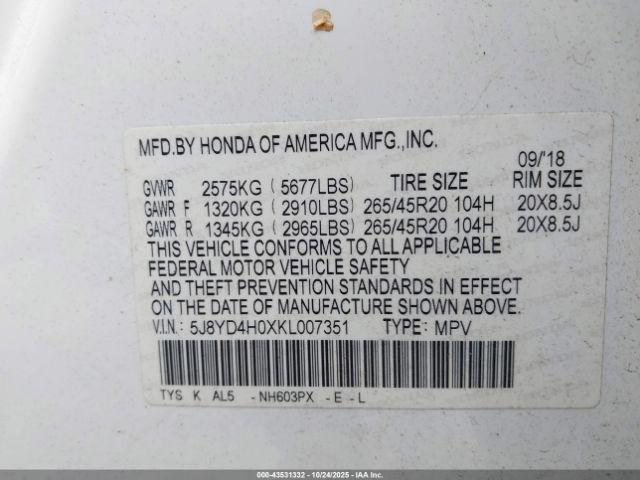 MFD.BY HONDA OF AMERICA MFG.,INC.
09/'18
GVWR 2575KG ( 5677LBS) TIRE SIZE RIM SIZE
GAWR F 1320KG ( 2910LBS) 265/45R20 104H 20X8.5J
GAWR R 1345KG ( 2965LBS) 265/45R20 104H 20X8.5J
THIS VEHICLE CONFORMS TO ALL APPLICABLE
FEDERAL MOTOR VEHICLE SAFETY
AND THEFT PREVENTION STANDARDS IN EFFECT
ON THE DATE OF MANUFACTURE SHOWN ABOVE.
V.I.N.: 5J8YD4H0XKL007351 TYPE: MPV
TYS K AL5 -NH603PX -E-L
000-43531332 - 10/24/2025 - IAAI.COM